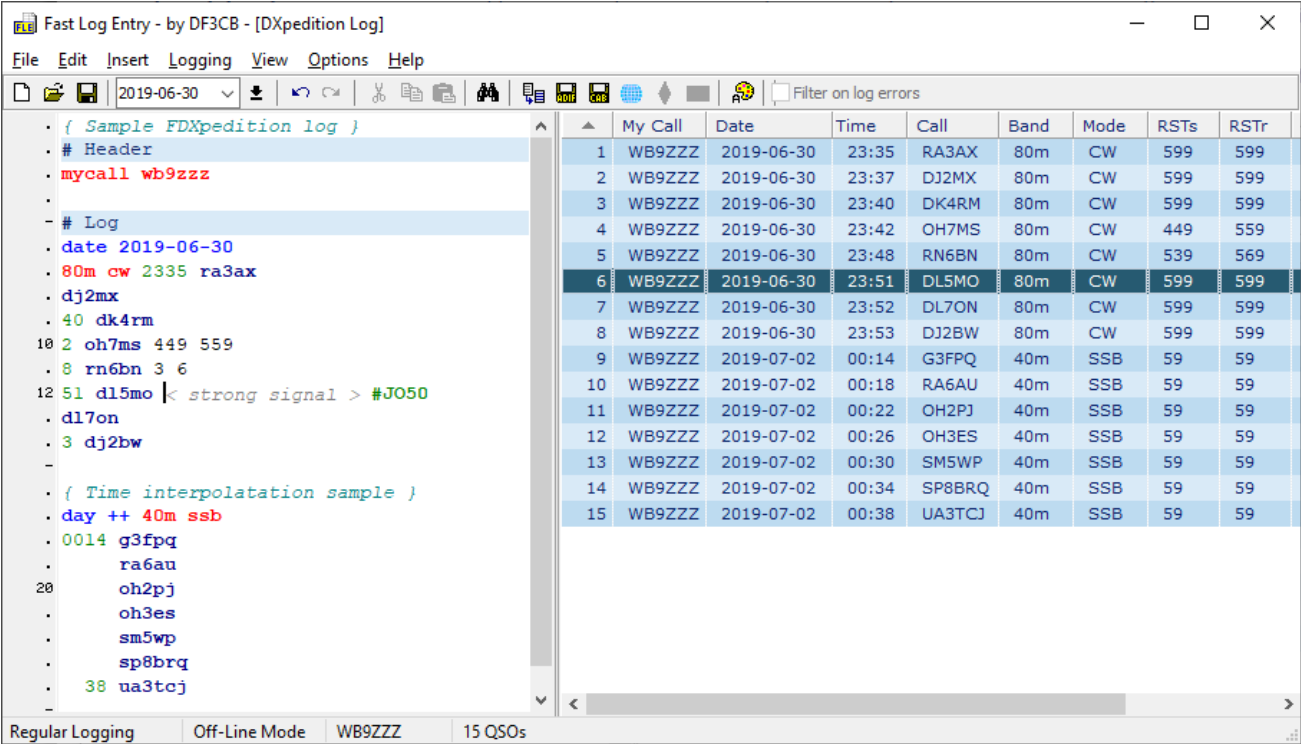 Fast Log Entry - by DF3CB - [DXpedition Log]
File Edit Insert Logging View Options Help
2019-06-30 ADIF CAB Filter on log errors
{ Sample FDXpedition log }
# Header
mycall wb9zzz
# Log
date 2019-06-30
80m cw 2335 ra3ax
dj2mx
40 dk4rm
10 2 oh7ms 449 559
8 rn6bn 3 6
12 51 dl5mo < strong signal > #JO50
dl7on
3 dj2bw
{ Time interpolatation sample }
day ++ 40m ssb
0014 g3fpq
ra6au
20 oh2pj
oh3es
sm5wp
sp8brq
38 ua3tcj
My Call Date Time Call Band Mode RSTs RSTr
1 WB9ZZZ 2019-06-30 23:35 RA3AX 80m CW 599 599
2 WB9ZZZ 2019-06-30 23:37 DJ2MX 80m CW 599 599
3 WB9ZZZ 2019-06-30 23:40 DK4RM 80m CW 599 599
4 WB9ZZZ 2019-06-30 23:42 OH7MS 80m CW 449 559
5 WB9ZZZ 2019-06-30 23:48 RN6BN 80m CW 539 569
6 WB9ZZZ 2019-06-30 23:51 DL5MO 80m CW 599 599
7 WB9ZZZ 2019-06-30 23:52 DL7ON 80m CW 599 599
8 WB9ZZZ 2019-06-30 23:53 DJ2BW 80m CW 599 599
9 WB9ZZZ 2019-07-02 00:14 G3FPQ 40m SSB 59 59
10 WB9ZZZ 2019-07-02 00:18 RA6AU 40m SSB 59 59
11 WB9ZZZ 2019-07-02 00:22 OH2PJ 40m SSB 59 59
12 WB9ZZZ 2019-07-02 00:26 OH3ES 40m SSB 59 59
13 WB9ZZZ 2019-07-02 00:30 SM5WP 40m SSB 59 59
14 WB9ZZZ 2019-07-02 00:34 SP8BRQ 40m SSB 59 59
15 WB9ZZZ 2019-07-02 00:38 UA3TCJ 40m SSB 59 59
Regular Logging Off-Line Mode WB9ZZZ 15 QSOs